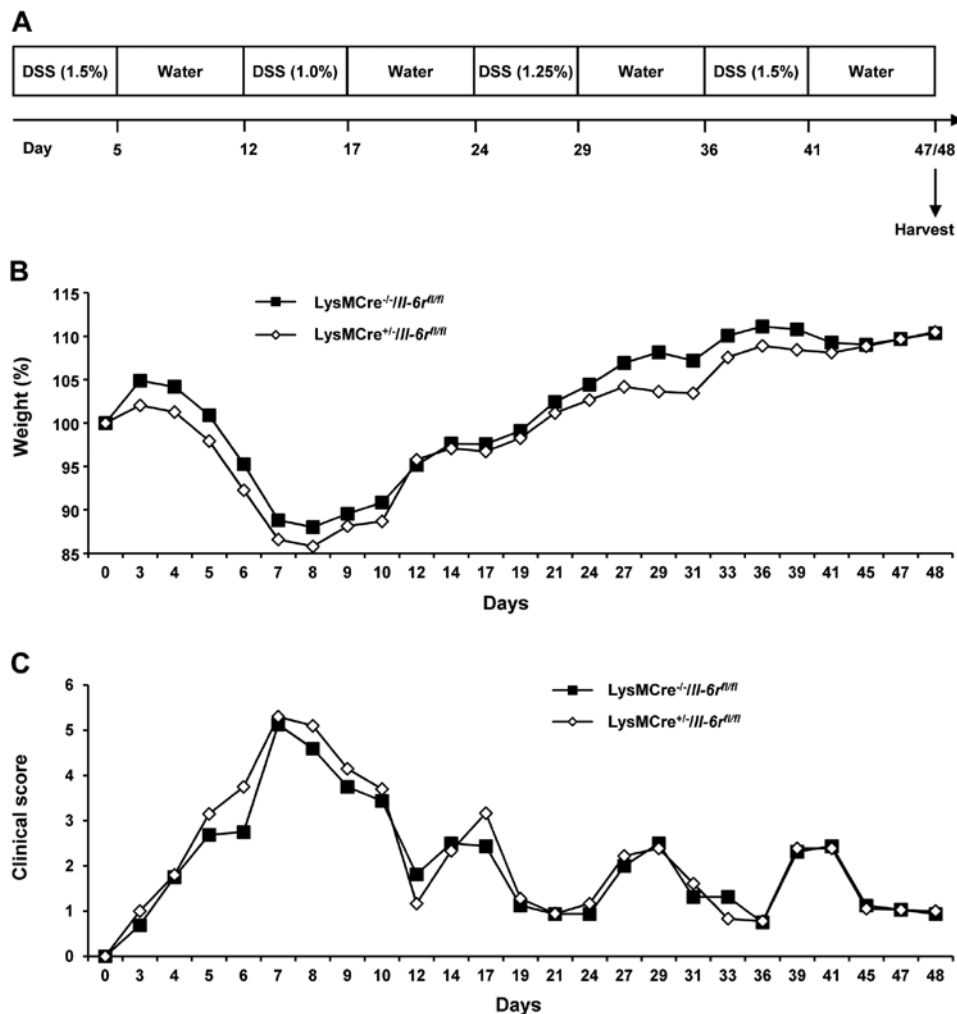 A
DSS (1.5%) Water DSS (1.0%) Water DSS (1.25%) Water DSS (1.5%) Water
Day 5 12 17 24 29 36 41 47/48
Harvest
B
115
110
105
100
95
90
85
Weight (%)
LysMCre-/-/Il-6rfl/fl
LysMCre+/-/Il-6rfl/fl
0 3 4 5 6 7 8 9 10 12 14 17 19 21 24 27 29 31 33 36 39 41 45 47 48
Days
C
6
5
4
3
2
1
0
Clinical score
LysMCre-/-/Il-6rfl/fl
LysMCre+/-/Il-6rfl/fl
0 3 4 5 6 7 8 9 10 12 14 17 19 21 24 27 29 31 33 36 39 41 45 47 48
Days